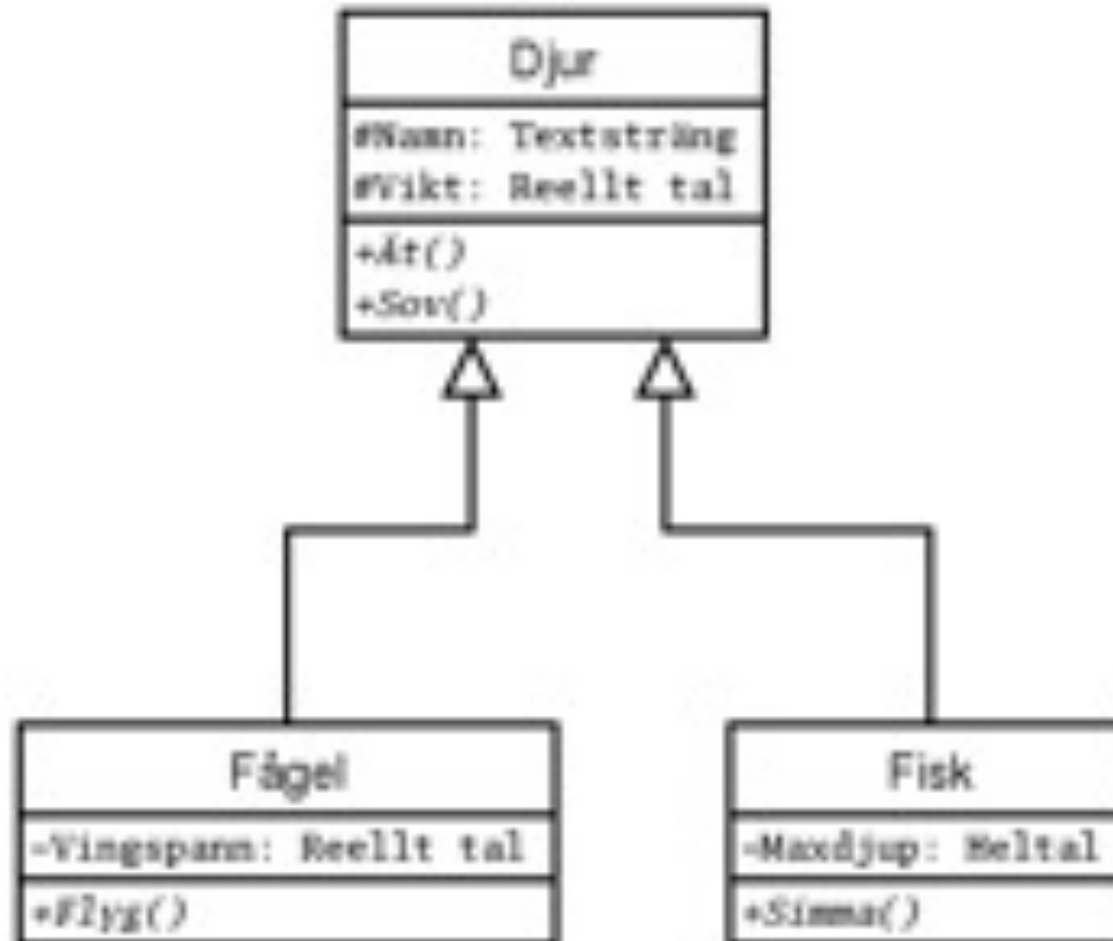 Djur
#Namn: Textsträng
#Vikt: Reellt tal
+Ät()
+Sov()
Fågel
-Vingspann: Reellt tal
+Flyg()
Fisk
-Maxdjup: Heltal
+Simma()